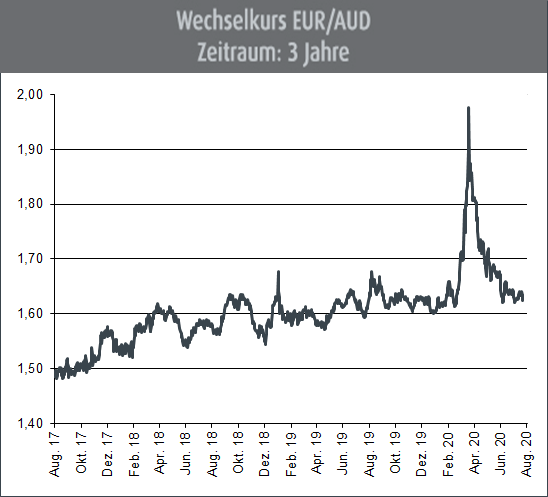 Wechselkurs EUR/AUD
Zeitraum: 3 Jahre
2,00
1,90
1,80
1,70
1,60
1,50
1,40
Aug. 17
Okt. 17
Dez. 17
Feb. 18
Apr. 18
Jun. 18
Aug. 18
Okt. 18
Dez. 18
Feb. 19
Apr. 19
Jun. 19
Aug. 19
Okt. 19
Dez. 19
Feb. 20
Apr. 20
Jun. 20
Aug. 20